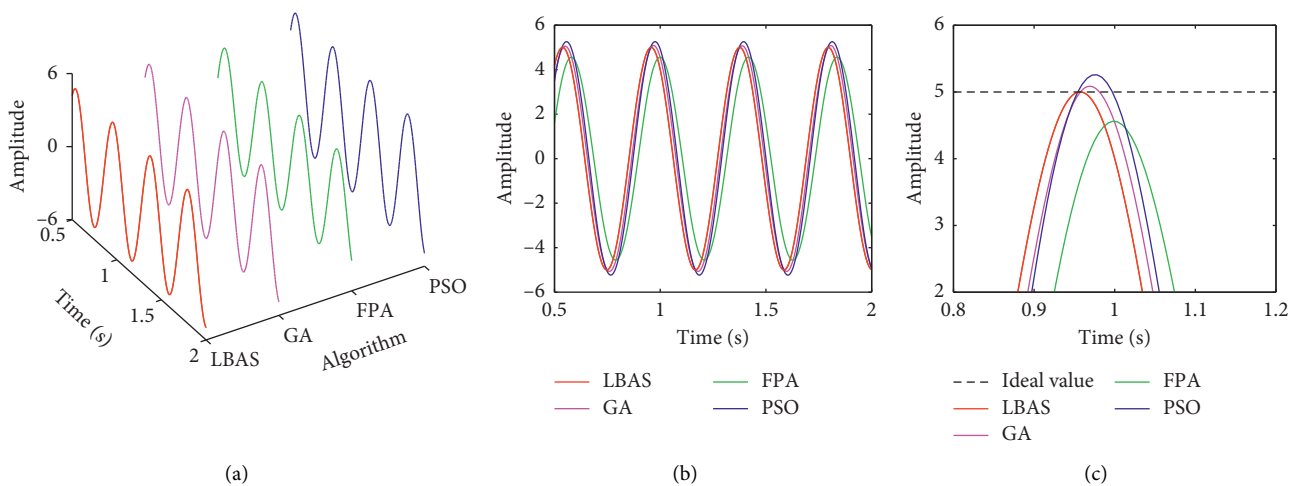 6
0
−6
Amplitude
0.5
1
1.5
2
Time (s)
LBAS
GA
FPA
PSO
Algorithm
(a)
6
4
2
0
−2
−4
−6
Amplitude
0.5
1
1.5
2
Time (s)
LBAS
FPA
GA
PSO
(b)
6
5
4
3
2
Amplitude
0.8
0.9
1
1.1
1.2
Time (s)
Ideal value
FPA
LBAS
PSO
GA
(c)